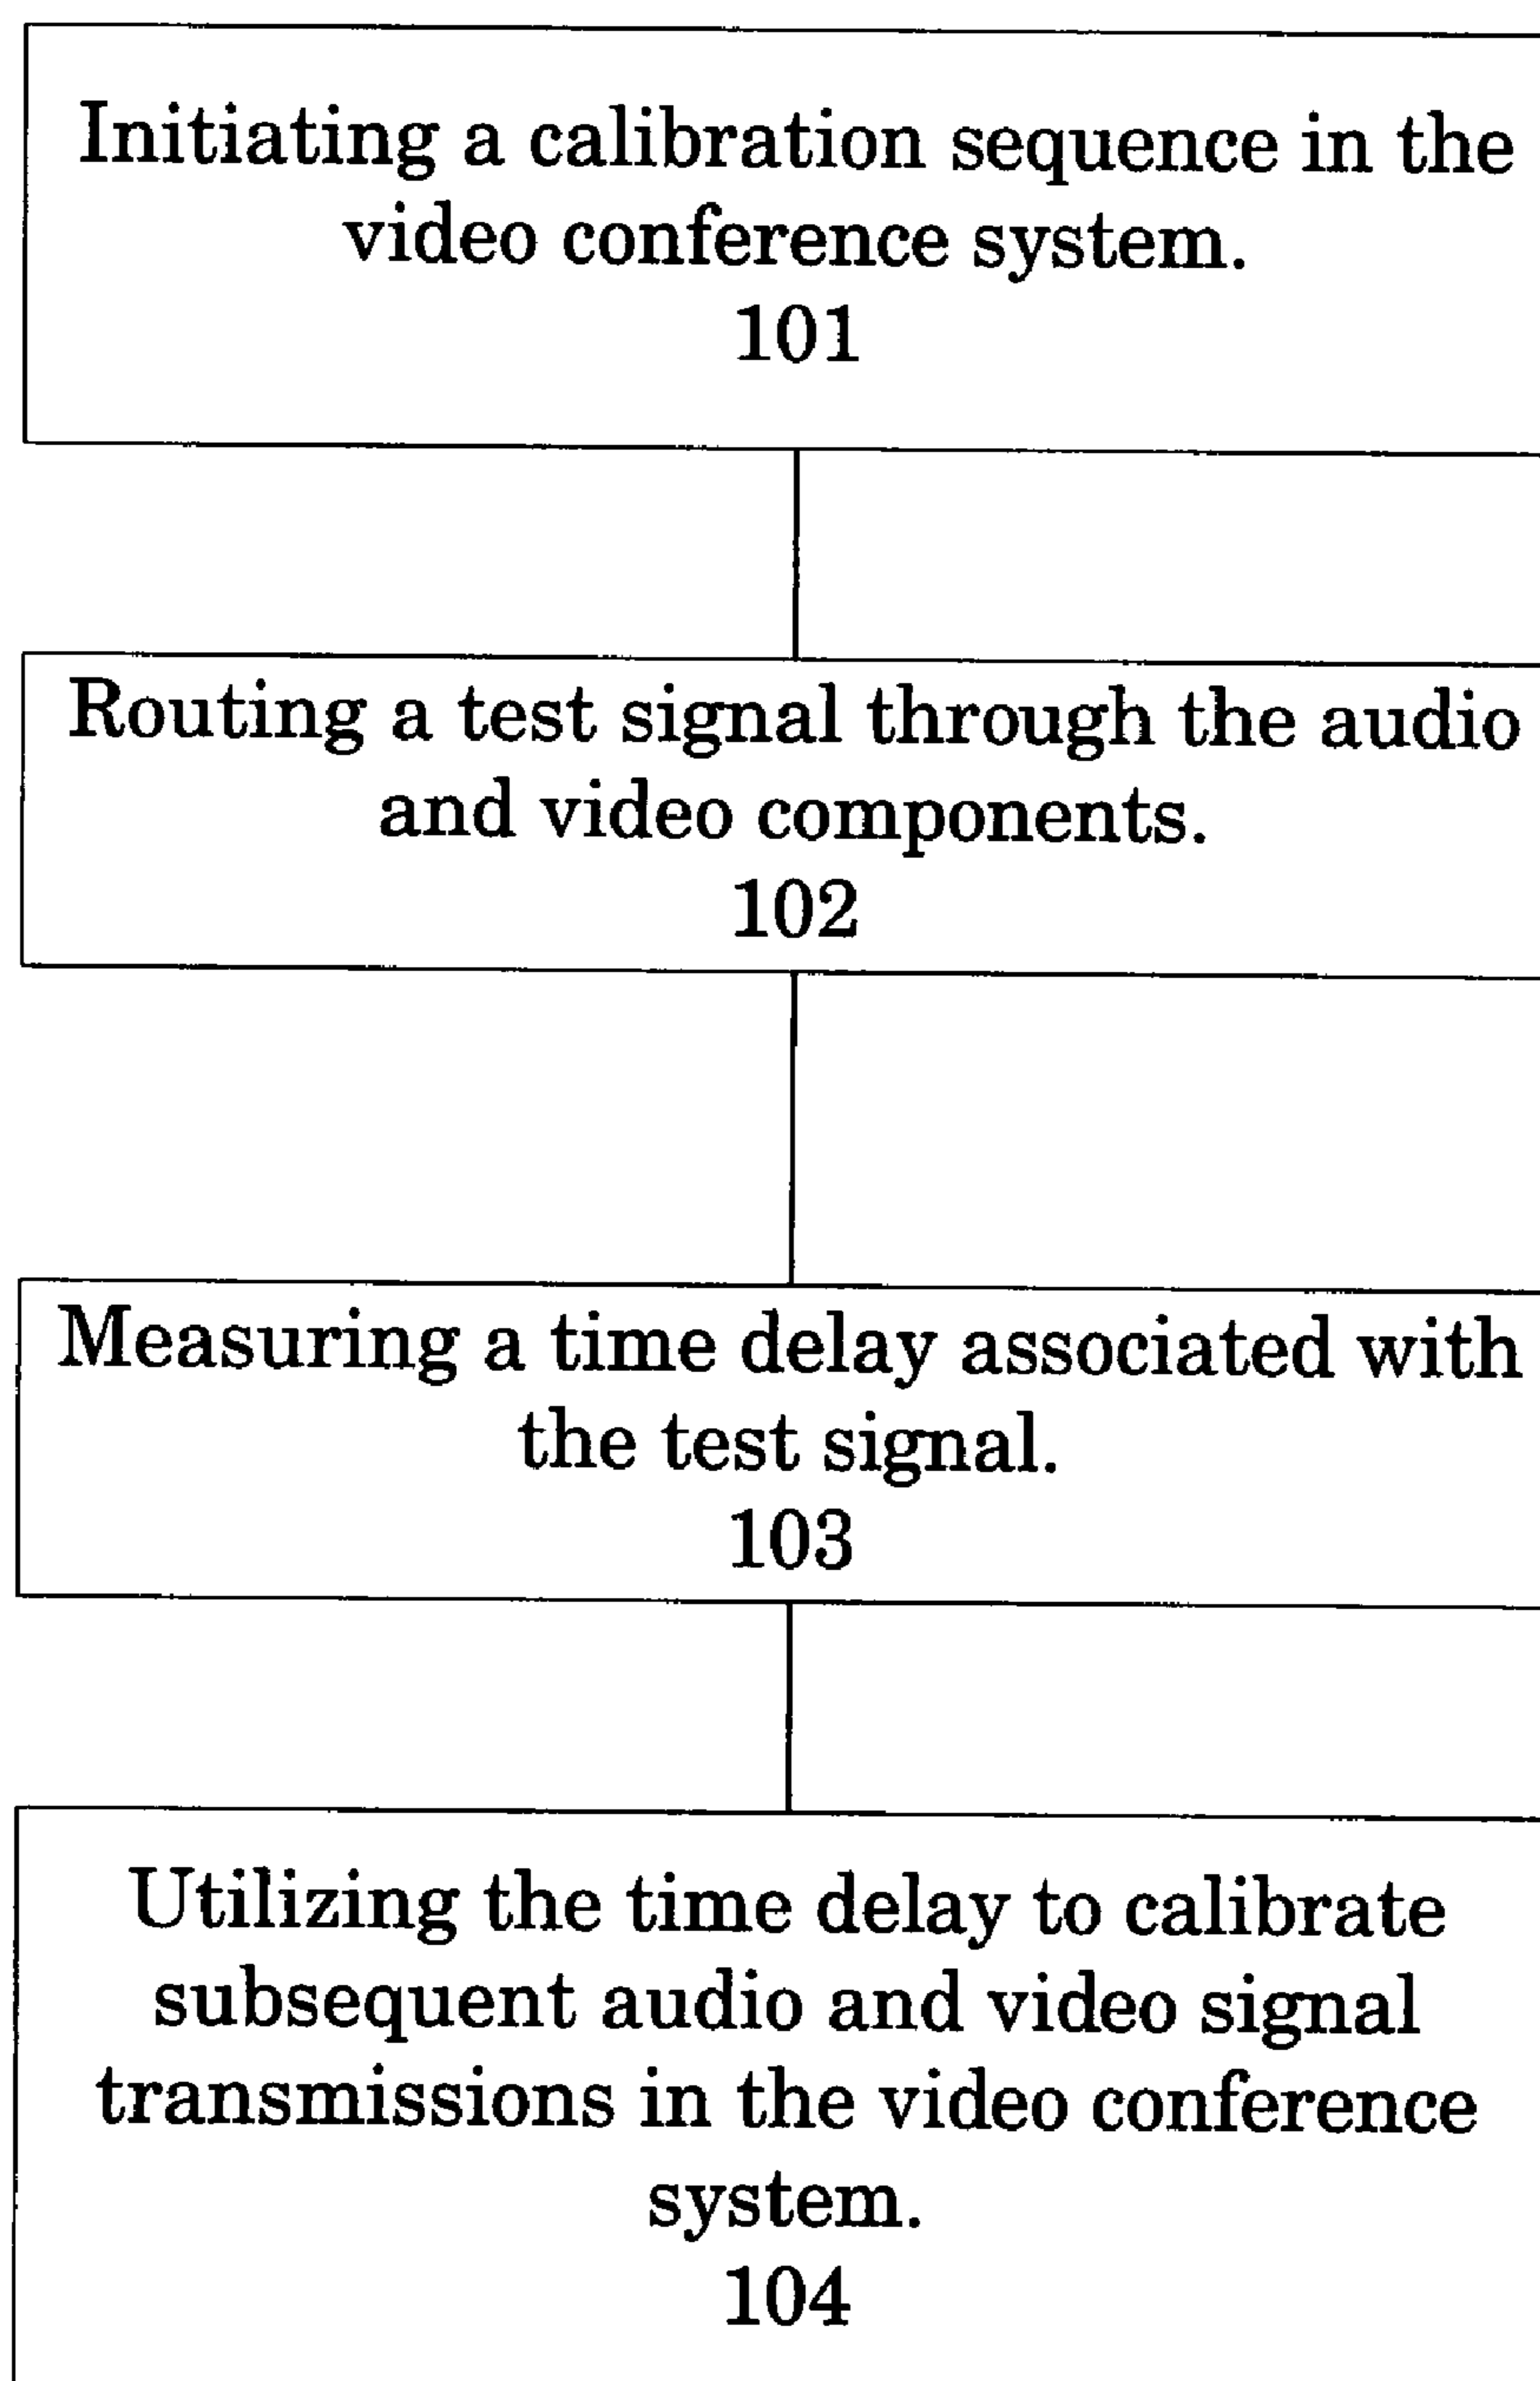 Initiating a calibration sequence in the
video conference system.
101
Routing a test signal through the audio
and video components.
102
Measuring a time delay associated with
the test signal.
103
Utilizing the time delay to calibrate
subsequent audio and video signal
transmissions in the video conference
system.
104